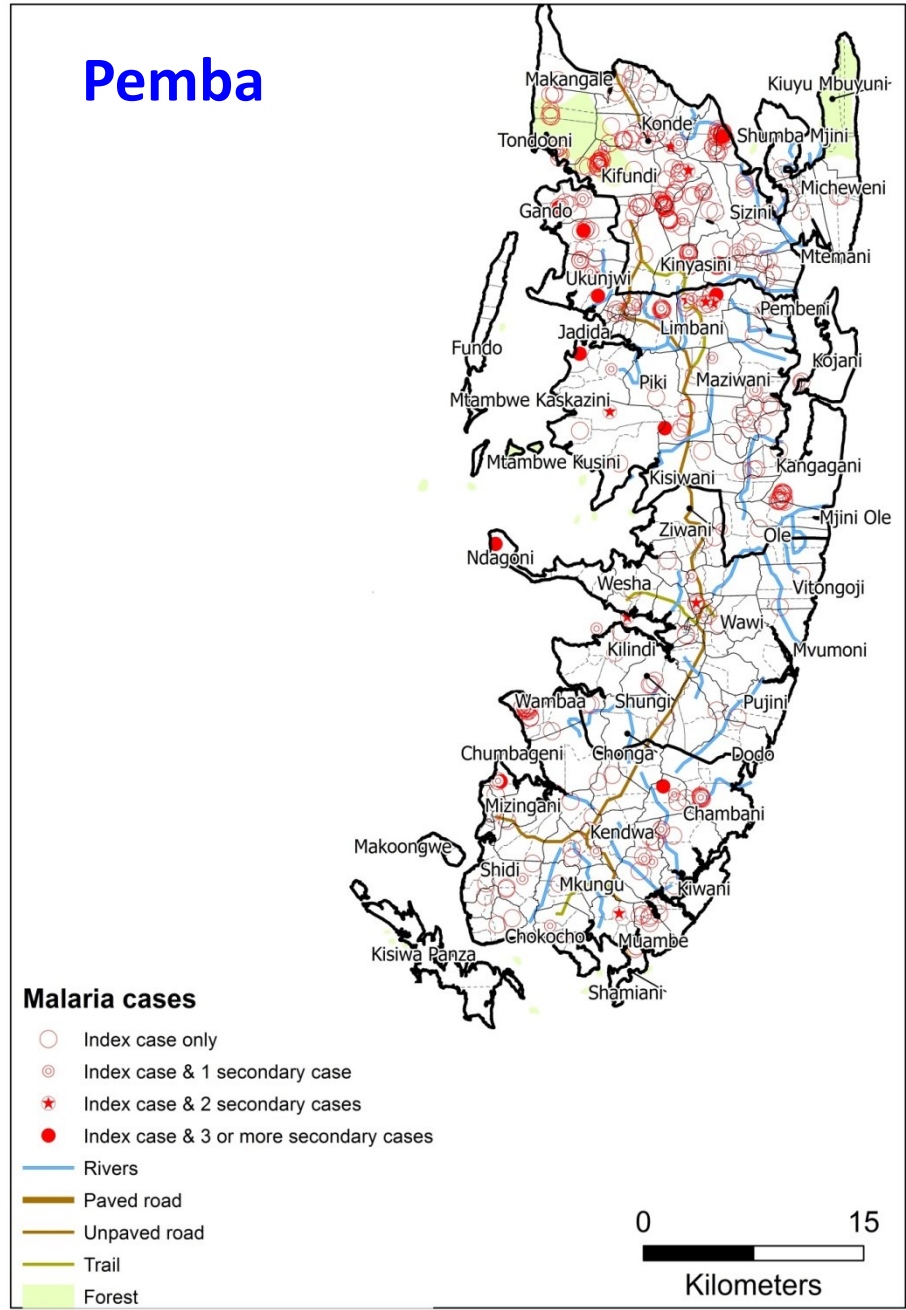 Pemba
Makangale
Kiuyu Mbuyuni
Konde
Tondooni
Shumba Mjini
Kifundi
Micheweni
Gando
Sizini
Mtemani
Kinyasini
Ukunjwi
Pembeni
Limbani
Jadida
Fundo
Kojani
Piki
Maziwani
Mtambwe Kaskazini
Mtambwe Kusini
Kangagani
Kisiwani
Mjini Ole
Ziwani
Ole
Ndagoni
Wesha
Vitongoji
Wawi
Kilindi
Mvumoni
Wambaa
Shungi
Pujini
Chumbageni
Chonga
Dodo
Mizingani
Chambani
Kendwa
Makoongwe
Shidi
Mkungu
Kiwani
Chokocho
Muambe
Kisiwa Panza
Shamiani
Malaria cases
Index case only
Index case & 1 secondary case
Index case & 2 secondary cases
Index case & 3 or more secondary cases
Rivers
Paved road
Unpaved road
Trail
Forest
0 15
Kilometers